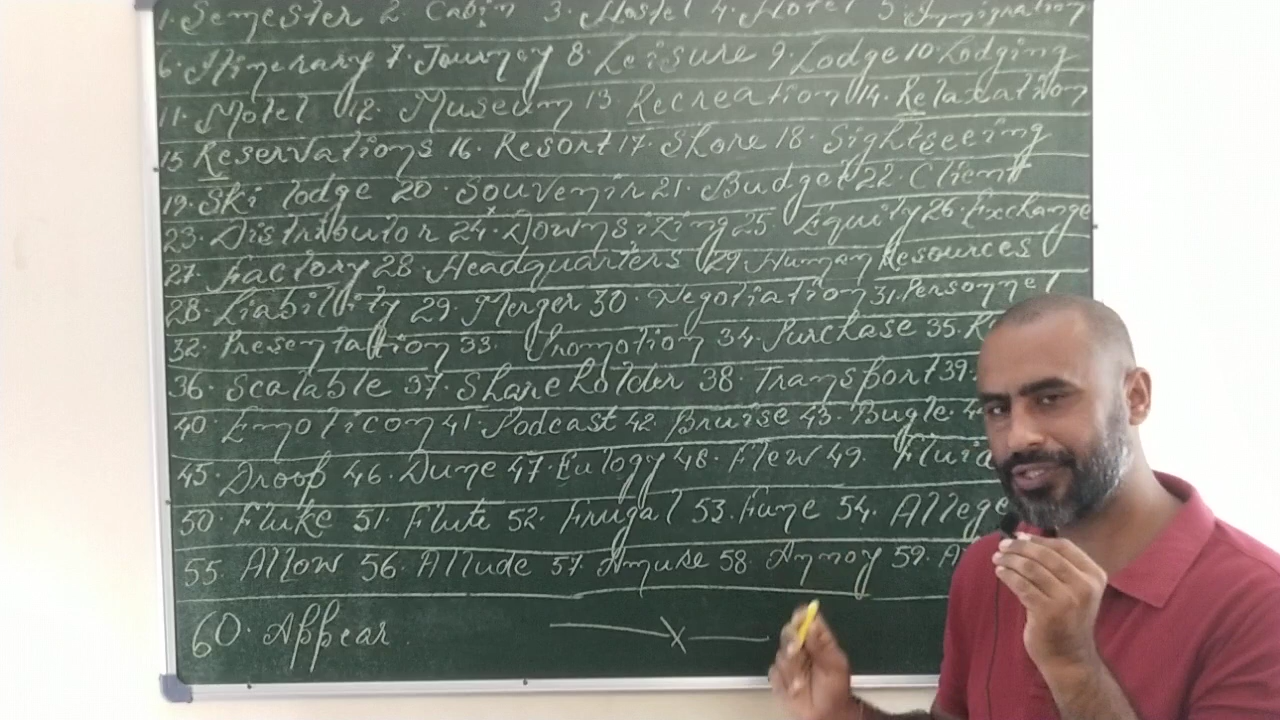 1. Semester 2. Cabin 3. Hostel 4. Hotel 5. Immigration
6. Itinerary 7. Journey 8. Leisure 9. Lodge 10. Lodging
11. Motel 12. Museum 13. Recreation 14. Relaxation
15 Reservations 16. Resort 17. Shore 18. Sightseeing
19. Ski lodge 20. Souvenir 21. Budget 22. Client
23. Distributor 24. Downsizing 25 Equity 26. Exchange
27. Factory 28. Headquarters 29. Human Resources
28. Liability 29. Merger 30. Negotiation 31. Personnel
32. Presentation 33. Promotion 34. Purchase 35.
36. Scalable 37. Shareholder 38. Transport 39.
40. Emoticon 41. Podcast 42. Bruise 43. Bugle
45. Droop 46. Dune 47. Eulogy 48. Flew 49. Fluid
50. Fluke 51. Flute 52. Frugal 53. Fume 54. Allege
55. Allow 56. Allude 57. Amuse 58. Annoy 59.
60. Appear.